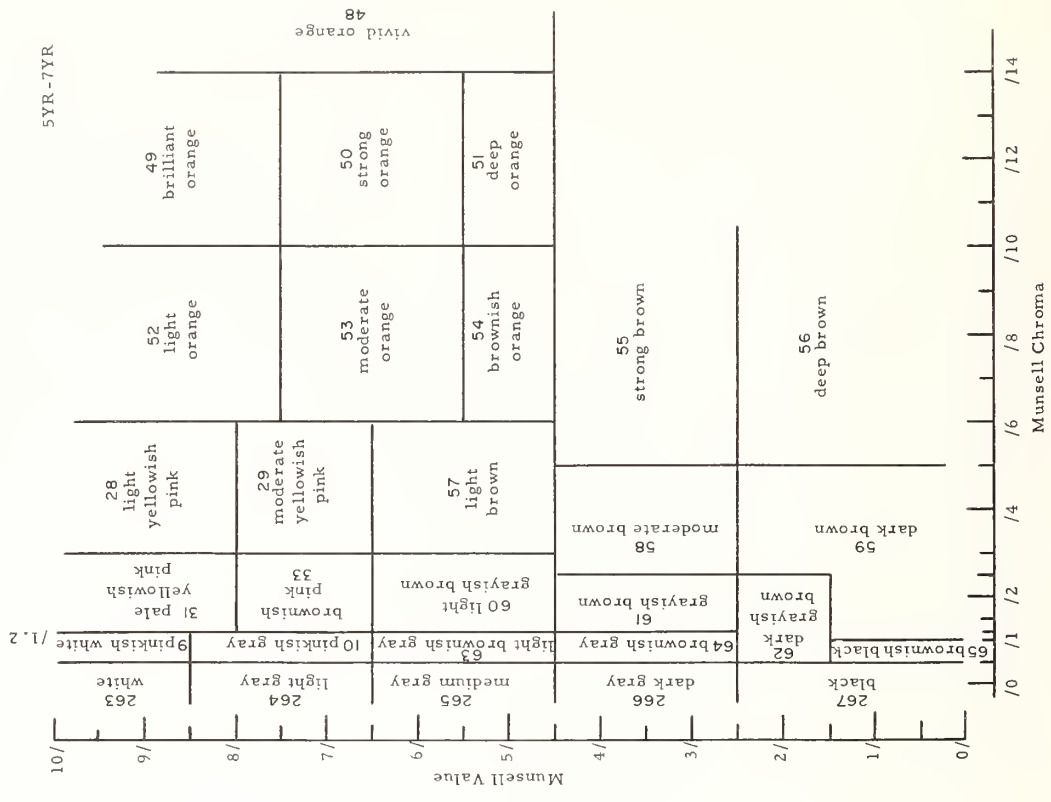 5YR-7YR
48
vivid orange
49
brilliant
orange
50
strong
orange
51
deep
orange
52
light
orange
53
moderate
orange
54
brownish
orange
55
strong brown
56
deep brown
28
light
yellowish
pink
29
moderate
yellowish
pink
57
light
brown
58
moderate brown
59
dark brown
31 pale
yellowish
pink
33
pink
brownish
60 light
grayish brown
61
grayish brown
62
dark
grayish
brown
/1.2
9 pinkish white
10 pinkish gray
63
light brownish gray
64 brownish gray
65 brownish black
263
white
264
light gray
265
medium gray
266
dark gray
267
black
10/
9/
8/
7/
6/
5/
4/
3/
2/
1/
0/
Munsell Value
/0
/1
/2
/4
/6
/8
/10
/12
/14
Munsell Chroma